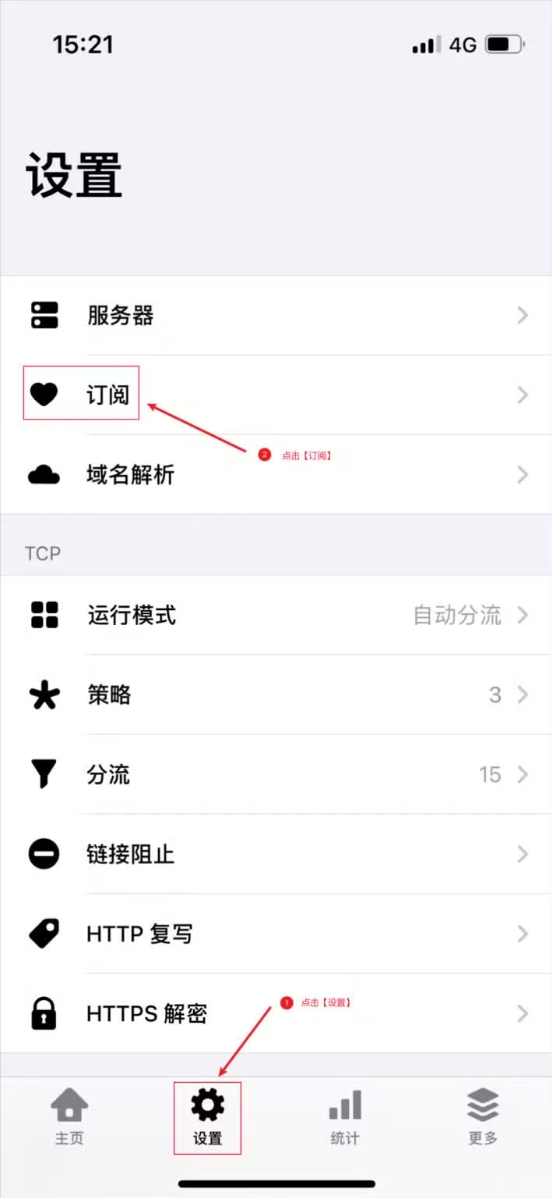 15:21
4G
设置
服务器
订阅
2 点击【订阅】
域名解析
TCP
运行模式 自动分流
策略 3
分流 15
链接阻止
HTTP 复写
HTTPS 解密
1 点击【设置】
主页 设置 统计 更多